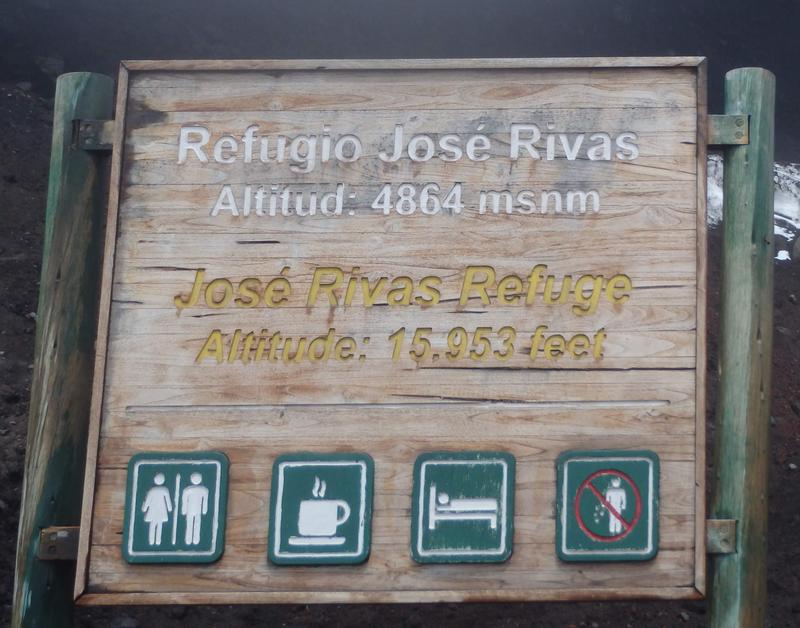 Refugio José Rivas
Altitud: 4864 msnm
José Rivas Refuge
Altitude: 15.953 feet